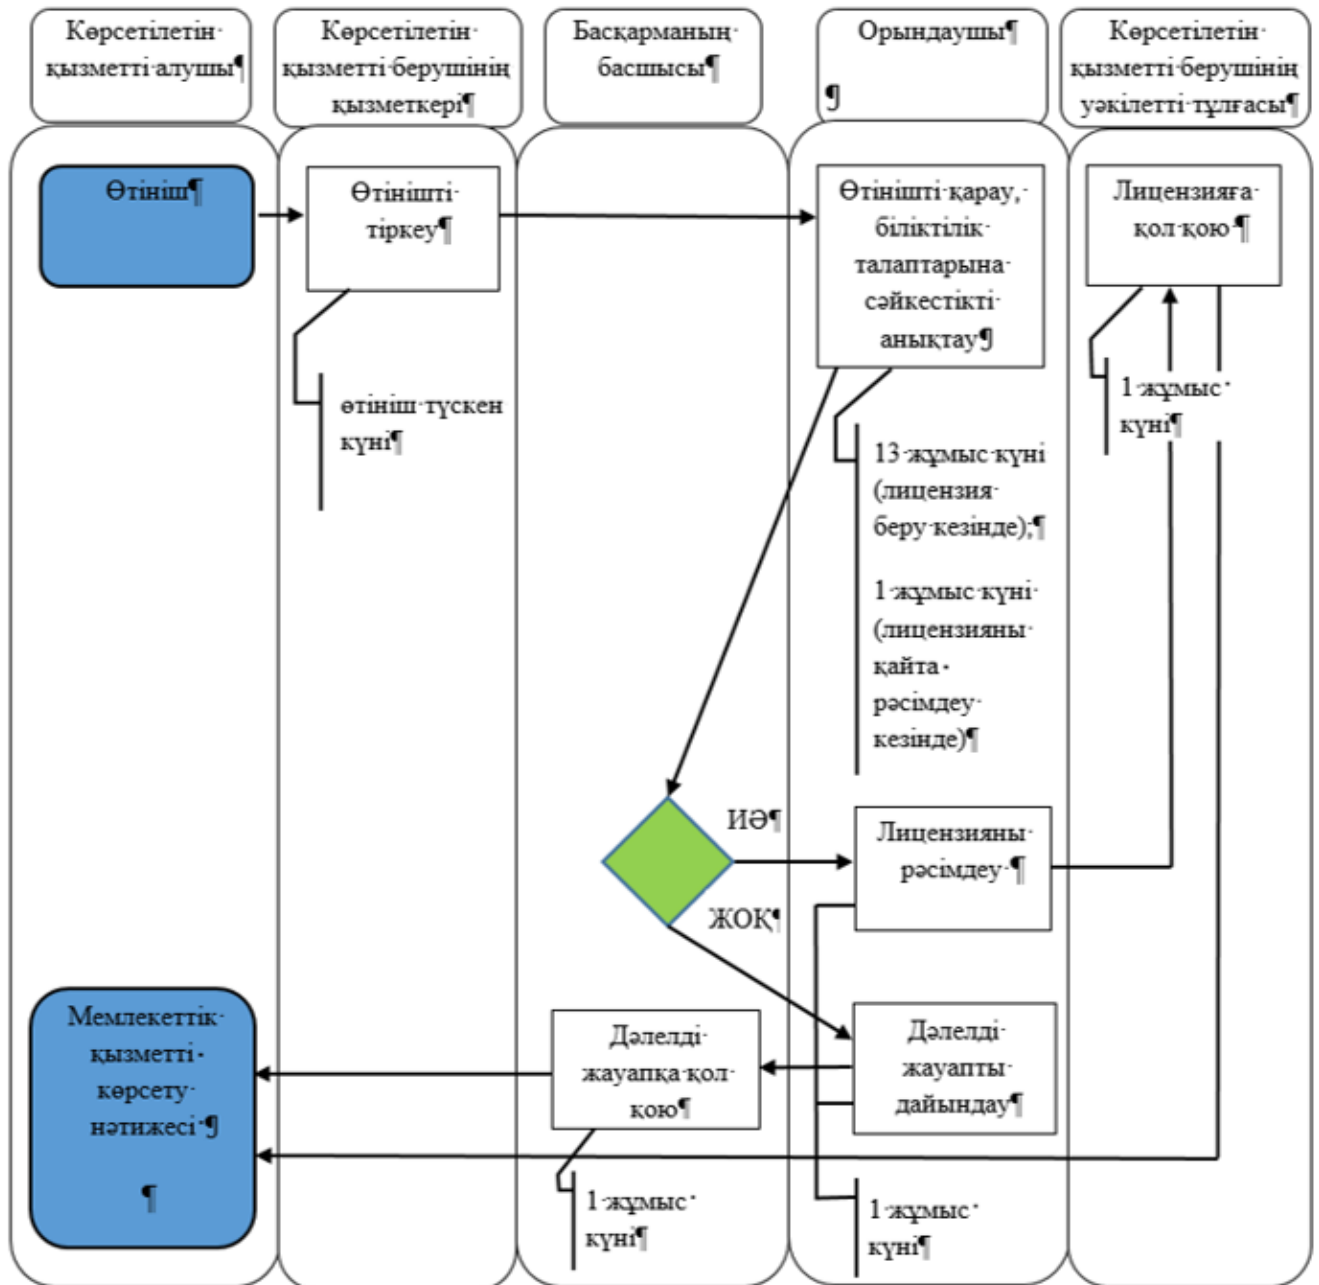 Көрсетілетін·
қызметті·алушы¶
Көрсетілетін·
қызметті·берушінің
қызметкері¶
Басқарманың·
басшысы¶
Орындаушы¶
¶
Көрсетілетін·
қызметті·берушінің
уәкілетті·тұлғасы¶
Өтініш¶
Өтінішті·
тіркеу¶
Өтінішті·қарау,·
біліктілік·
талаптарына·
сәйкестікті·
анықтау¶
Лицензияға·
қол·қою·¶
өтініш·түскен
күні¶
1·жұмыс·
күні¶
13·жұмыс·күні
(лицензия·
беру·кезінде);¶
1·жұмыс·күні·
(лицензияны·
қайта·
рәсімдеу·
кезінде)¶
ИӘ¶
Лицензияны·
рәсімдеу·¶
ЖОҚ¶
Мемлекеттік·
қызметті·
көрсету·
нәтижесі·¶
¶
Дәлелді·
жауапқа·қол·
қою¶
Дәлелді·
жауапты·
дайындау¶
1·жұмыс·
күні¶
1·жұмыс·
күні¶